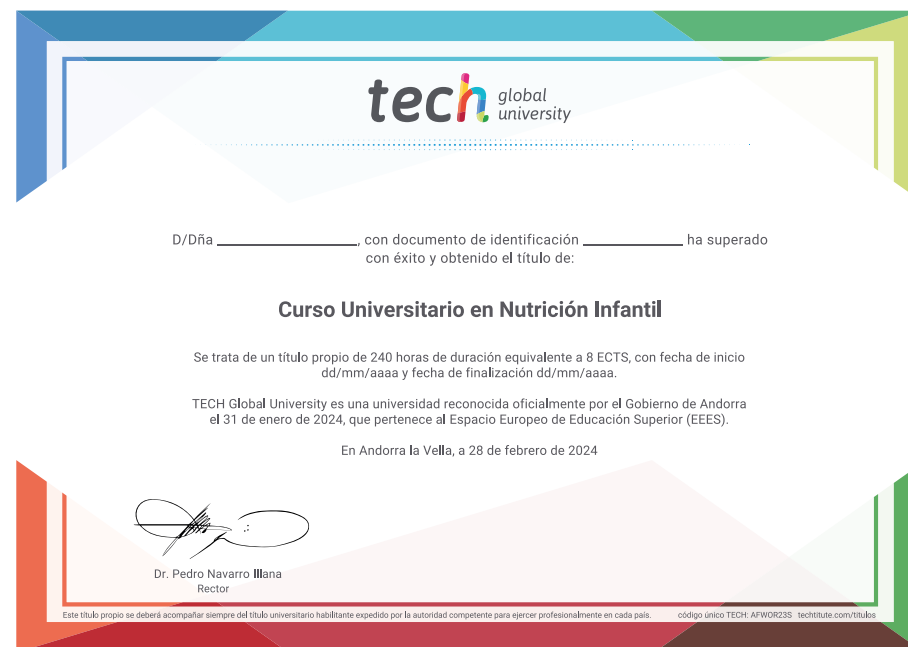 tech global university
D/Dña ________________, con documento de identificación ____________ ha superado
con éxito y obtenido el título de:
Curso Universitario en Nutrición Infantil
Se trata de un título propio de 240 horas de duración equivalente a 8 ECTS, con fecha de inicio
dd/mm/aaaa y fecha de finalización dd/mm/aaaa.
TECH Global University es una universidad reconocida oficialmente por el Gobierno de Andorra
el 31 de enero de 2024, que pertenece al Espacio Europeo de Educación Superior (EEES).
En Andorra la Vella, a 28 de febrero de 2024
Dr. Pedro Navarro Illana
Rector
Este título propio se deberá acompañar siempre del título universitario habilitante expedido por la autoridad competente para ejercer profesionalmente en cada país. código único TECH: AFWOR23S techtitute.com/titulos